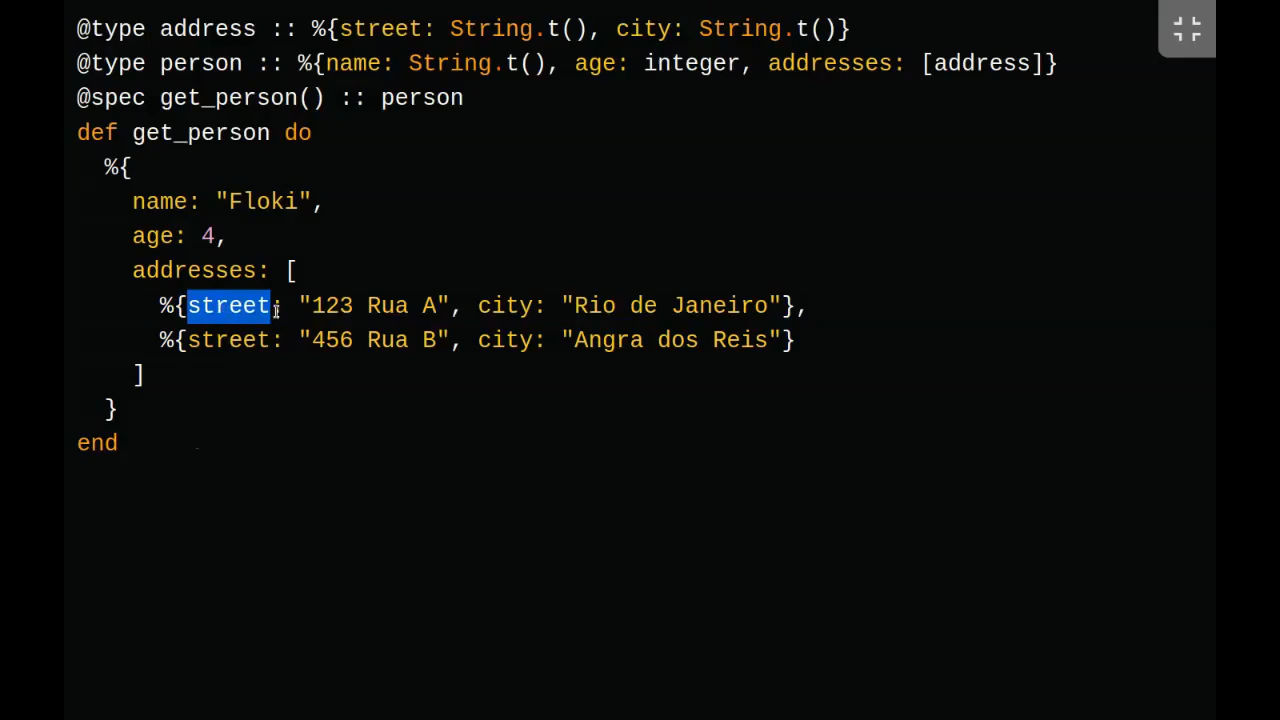 @type address :: %{street: String.t(), city: String.t()}
@type person :: %{name: String.t(), age: integer, addresses: [address]}
@spec get_person() :: person
def get_person do
  %{
    name: "Floki",
    age: 4,
    addresses: [
      %{street: "123 Rua A", city: "Rio de Janeiro"},
      %{street: "456 Rua B", city: "Angra dos Reis"}
    ]
  }
end